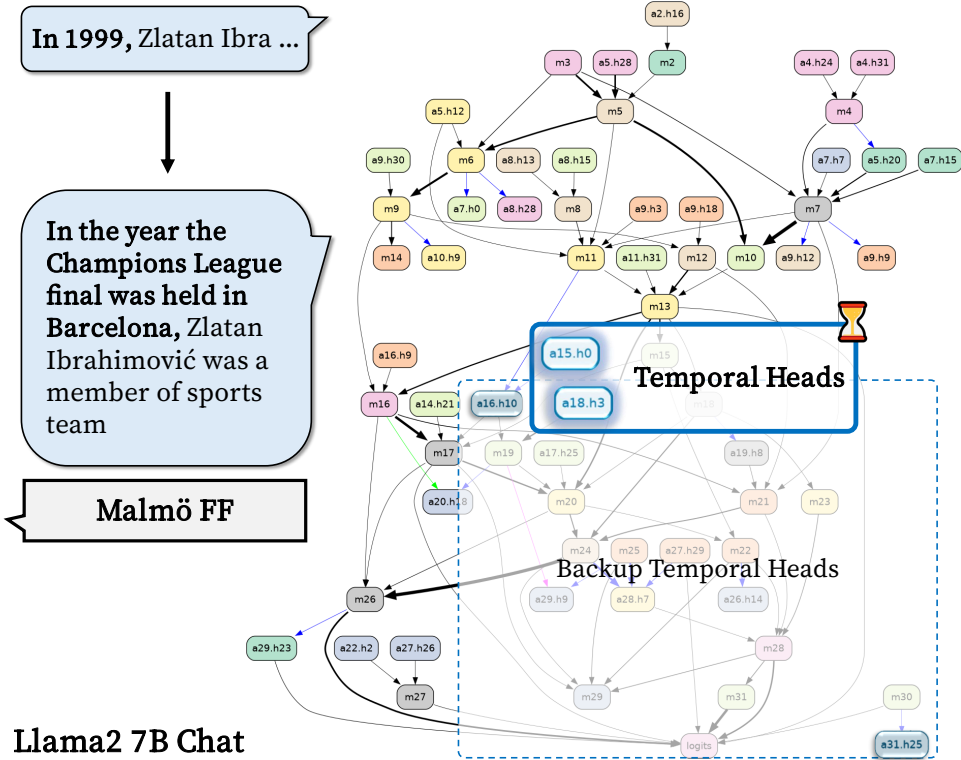 In 1999, Zlatan Ibra ...
In the year the
Champions League
final was held in
Barcelona, Zlatan
Ibrahimović was a
member of sports
team
Malmö FF
Llama2 7B Chat
a2.h16
m3
a5.h28
m2
a4.h24
a4.h31
a5.h12
m5
m4
a9.h30
m6
a8.h13
a8.h15
a7.h7
a5.h20
a7.h15
m9
a7.h0
a8.h28
m8
a9.h3
a9.h18
m7
m14
a10.h9
m11
a11.h31
m12
m10
a9.h12
a9.h9
m13
a16.h9
a15.h0
m15
Temporal Heads
m16
a14.h21
a16.h10
a18.h3
m18
m17
m19
a17.h25
a19.h8
a20.h18
m20
m21
m23
m24
m25
a27.h29
m22
Backup Temporal Heads
m26
a29.h9
a28.h7
a26.h14
a29.h23
a22.h2
a27.h26
m28
m27
m29
m31
m30
logits
a31.h25